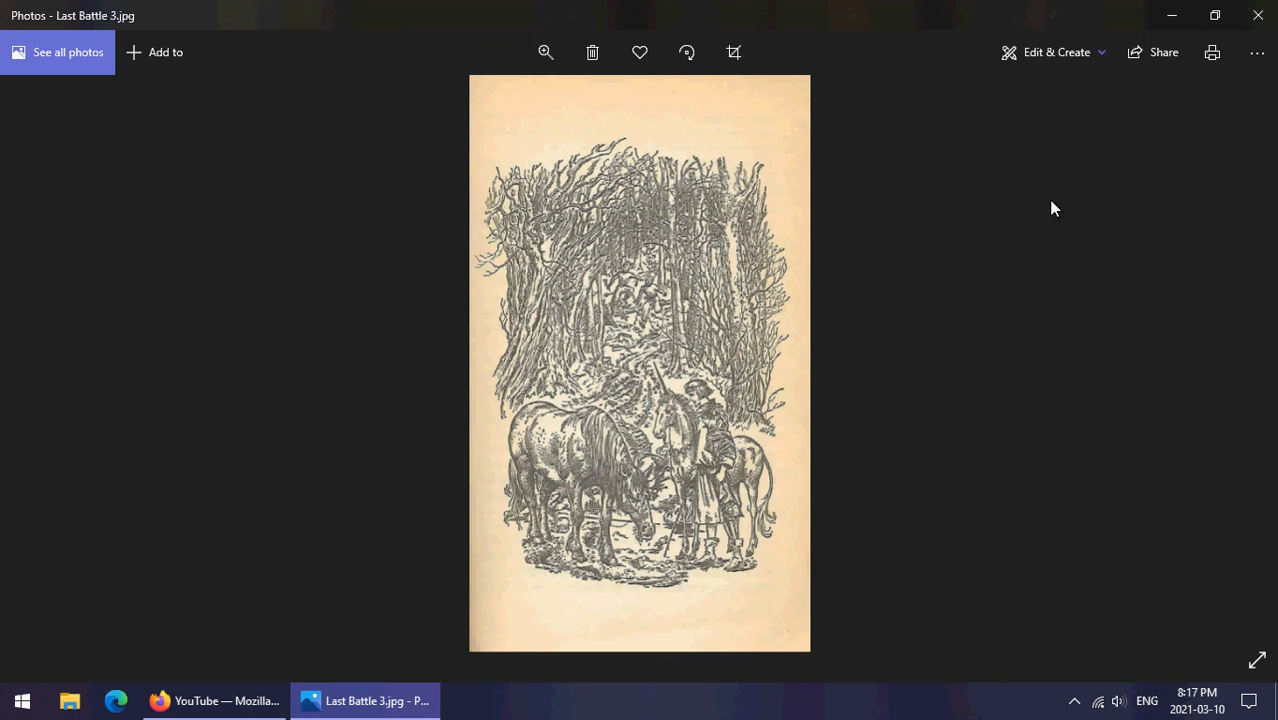 Photos - Last Battle 3.jpg
See all photos
Add to
Edit & Create
Share
YouTube — Mozilla...
Last Battle 3.jpg - P...
ENG
8:17 PM
2021-03-10